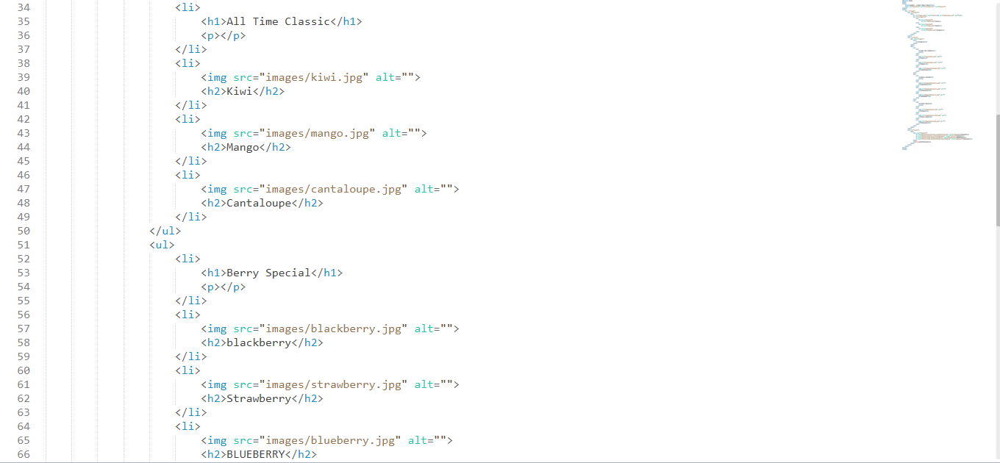 34 <li>
35 <h1>All Time Classic</h1>
36 <p></p>
37 </li>
38 <li>
39 <img src="images/kiwi.jpg" alt="">
40 <h2>Kiwi</h2>
41 </li>
42 <li>
43 <img src="images/mango.jpg" alt="">
44 <h2>Mango</h2>
45 </li>
46 <li>
47 <img src="images/cantaloupe.jpg" alt="">
48 <h2>Cantaloupe</h2>
49 </li>
50 </ul>
51 <ul>
52 <li>
53 <h1>Berry Special</h1>
54 <p></p>
55 </li>
56 <li>
57 <img src="images/blackberry.jpg" alt="">
58 <h2>blackberry</h2>
59 </li>
60 <li>
61 <img src="images/strawberry.jpg" alt="">
62 <h2>Strawberry</h2>
63 </li>
64 <li>
65 <img src="images/blueberry.jpg" alt="">
66 <h2>BLUEBERRY</h2>